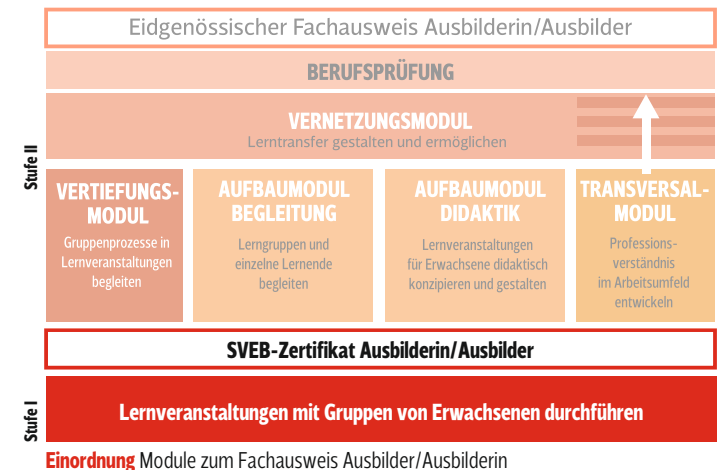 Eidgenössischer Fachausweis Ausbilderin/Ausbilder
BERUFSPRÜFUNG
VERNETZUNGSMODUL
Lerntransfer gestalten und ermöglichen
Stufe II
VERTIEFUNGS-
MODUL
Gruppenprozesse in
Lernveranstaltungen
begleiten
AUFBAUMODUL
BEGLEITUNG
Lerngruppen und
einzelne Lernende
begleiten
AUFBAUMODUL
DIDAKTIK
Lernveranstaltungen
für Erwachsene didaktisch
konzipieren und gestalten
TRANSVERSAL-
MODUL
Professions-
verständnis
im Arbeitsumfeld
entwickeln
SVEB-Zertifikat Ausbilderin/Ausbilder
Stufe I
Lernveranstaltungen mit Gruppen von Erwachsenen durchführen
Einordnung Module zum Fachausweis Ausbilder/Ausbilderin